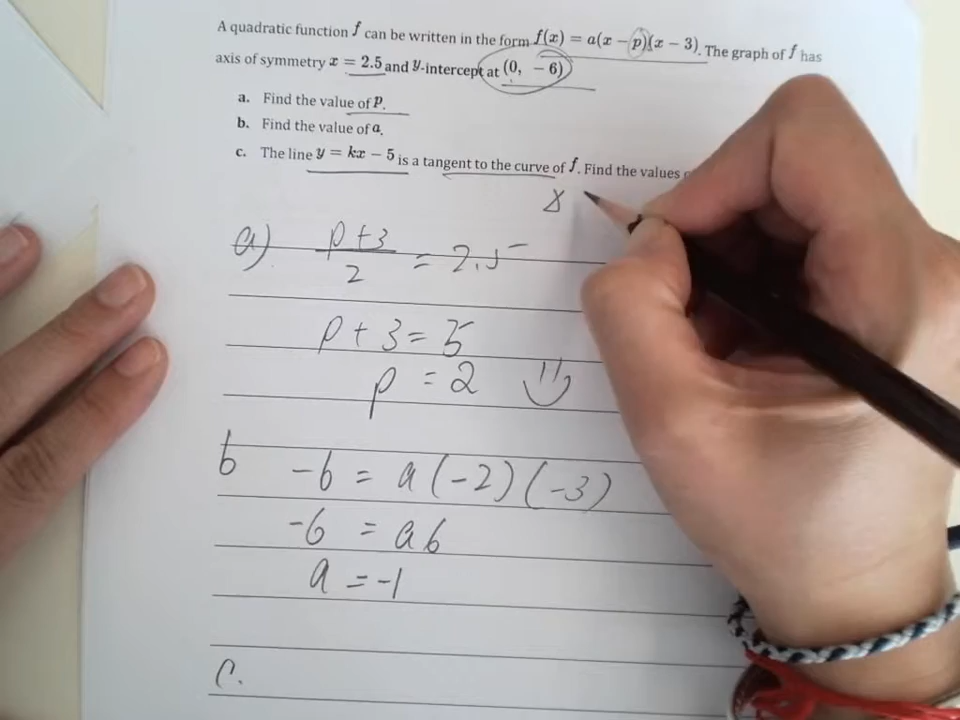 A quadratic function f can be written in the form f(x) = a(x − p)(x − 3). The graph of f has
axis of symmetry x = 2.5 and y-intercept at (0, −6)
a. Find the value of p.
b. Find the value of a.
c. The line y = kx − 5 is a tangent to the curve of f. Find the values
a) (p + 3)/2 = 2.5
p + 3 = 5
p = 2
b -6 = a(-2)(-3)
-6 = a6
a = -1
c.